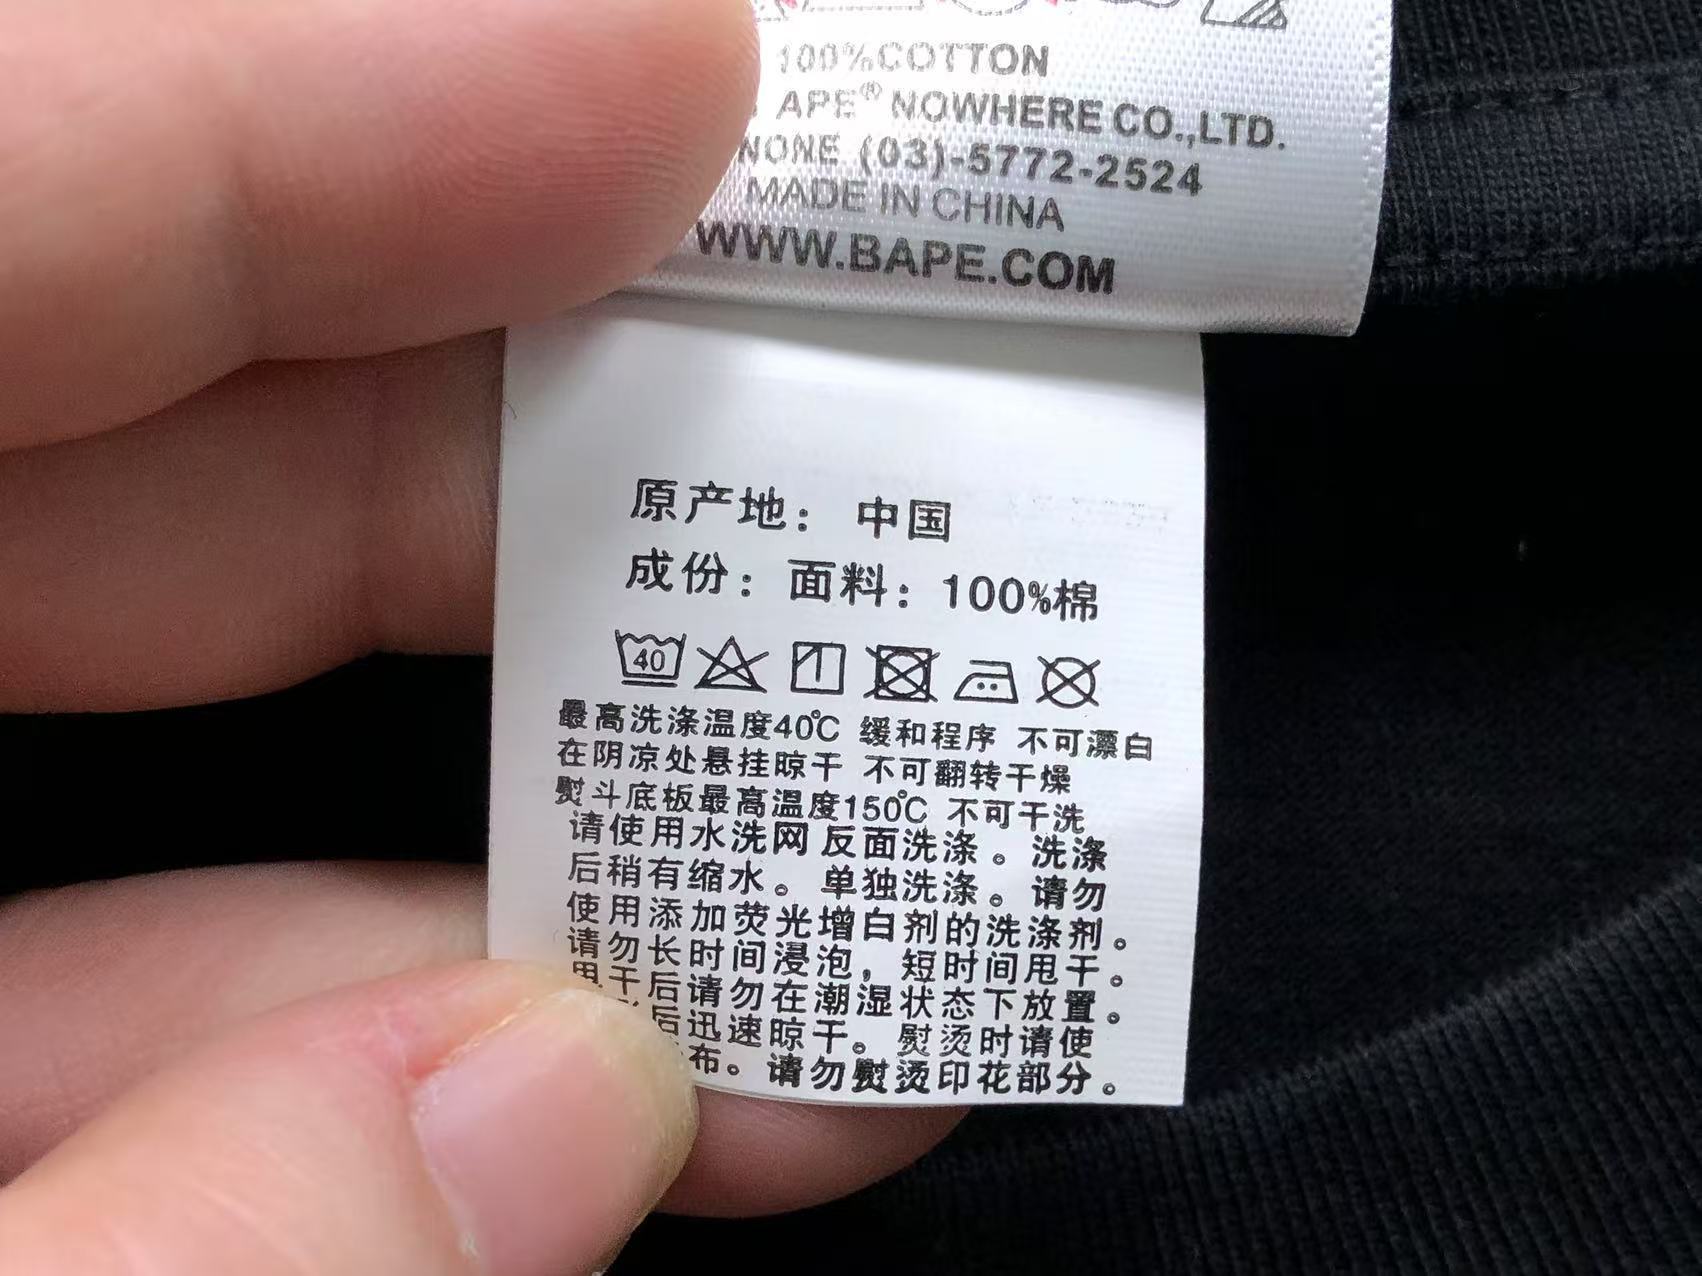 100%COTTON
APE® NOWHERE CO.,LTD.
(03)-5772-2524
MADE IN CHINA
WWW.BAPE.COM
原产地：中国
成份：面料：100%棉
40
最高洗涤温度40℃ 缓和程序 不可漂白
在阴凉处悬挂晾干 不可翻转干燥
熨斗底板最高温度150℃ 不可干洗
请使用水洗网反面洗涤。洗涤
后稍有缩水。单独洗涤。请勿
使用添加荧光增白剂的洗涤剂。
请勿长时间浸泡，短时间甩干。
甩干后请勿在潮湿状态下放置。
后迅速晾干。熨烫时请使
布。请勿熨烫印花部分。